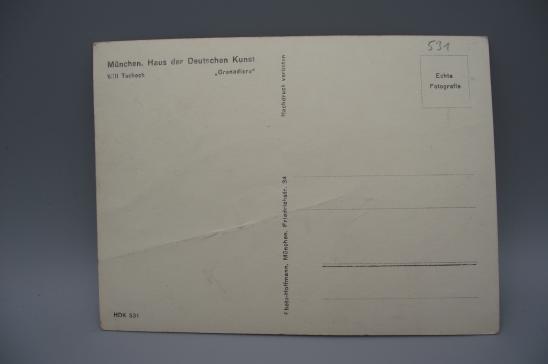 531
München. Haus der Deutschen Kunst
Willi Tschech „Grenadiere“
Nachdruck verboten
Echte
Fotografie
Photo-Hoffmann, München, Friedrichstr. 34
HDK 531